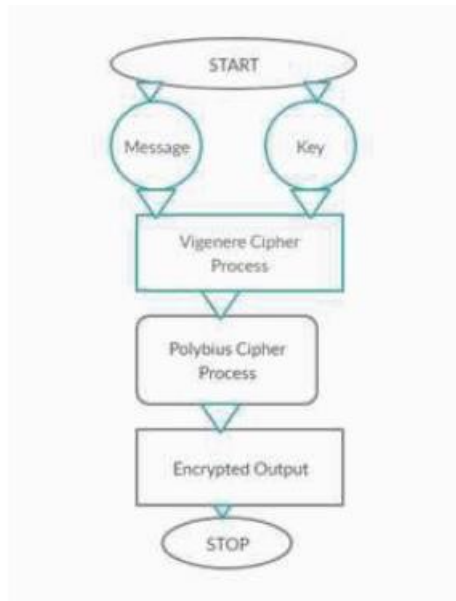 START
Message
Key
Vigenere Cipher
Process
Polybius Cipher
Process
Encrypted Output
STOP